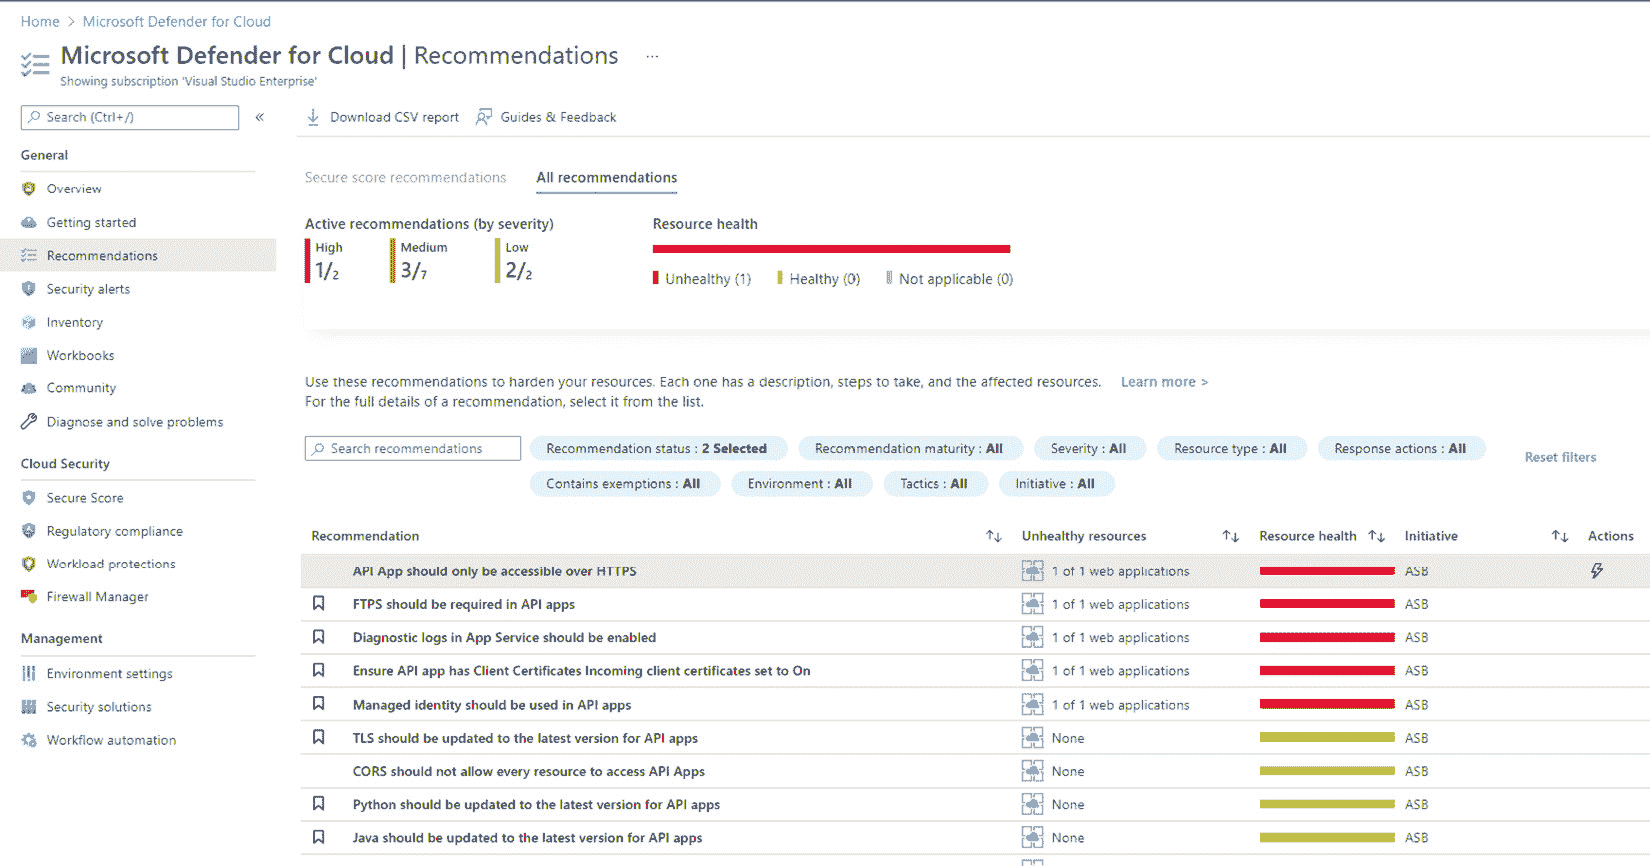 Home > Microsoft Defender for Cloud
Microsoft Defender for Cloud | Recommendations ...
Showing subscription 'Visual Studio Enterprise'
Search (Ctrl+/) «
General
Overview
Getting started
Recommendations
Security alerts
Inventory
Workbooks
Community
Diagnose and solve problems
Cloud Security
Secure Score
Regulatory compliance
Workload protections
Firewall Manager
Management
Environment settings
Security solutions
Workflow automation
Download CSV report Guides & Feedback
Secure score recommendations All recommendations
Active recommendations (by severity) Resource health
High Medium Low
1/2 3/7 2/2
Unhealthy (1) Healthy (0) Not applicable (0)
Use these recommendations to harden your resources. Each one has a description, steps to take, and the affected resources. Learn more >
For the full details of a recommendation, select it from the list.
Search recommendations Recommendation status : 2 Selected Recommendation maturity : All Severity : All Resource type : All Response actions : All Reset filters
Contains exemptions : All Environment : All Tactics : All Initiative : All
Recommendation ↑↓ Unhealthy resources ↑↓ Resource health ↑↓ Initiative ↑↓ Actions
API App should only be accessible over HTTPS 1 of 1 web applications ASB
FTPS should be required in API apps 1 of 1 web applications ASB
Diagnostic logs in App Service should be enabled 1 of 1 web applications ASB
Ensure API app has Client Certificates Incoming client certificates set to On 1 of 1 web applications ASB
Managed identity should be used in API apps 1 of 1 web applications ASB
TLS should be updated to the latest version for API apps None ASB
CORS should not allow every resource to access API Apps None ASB
Python should be updated to the latest version for API apps None ASB
Java should be updated to the latest version for API apps None ASB